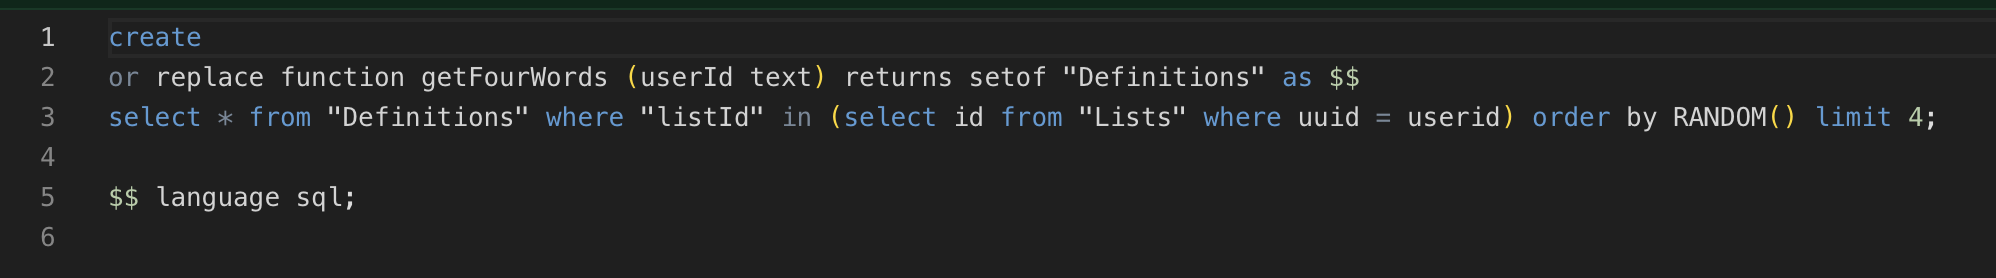 1 create
2 or replace function getFourWords (userId text) returns setof "Definitions" as $$
3 select * from "Definitions" where "listId" in (select id from "Lists" where uuid = userid) order by RANDOM() limit 4;
4
5 $$ language sql;
6